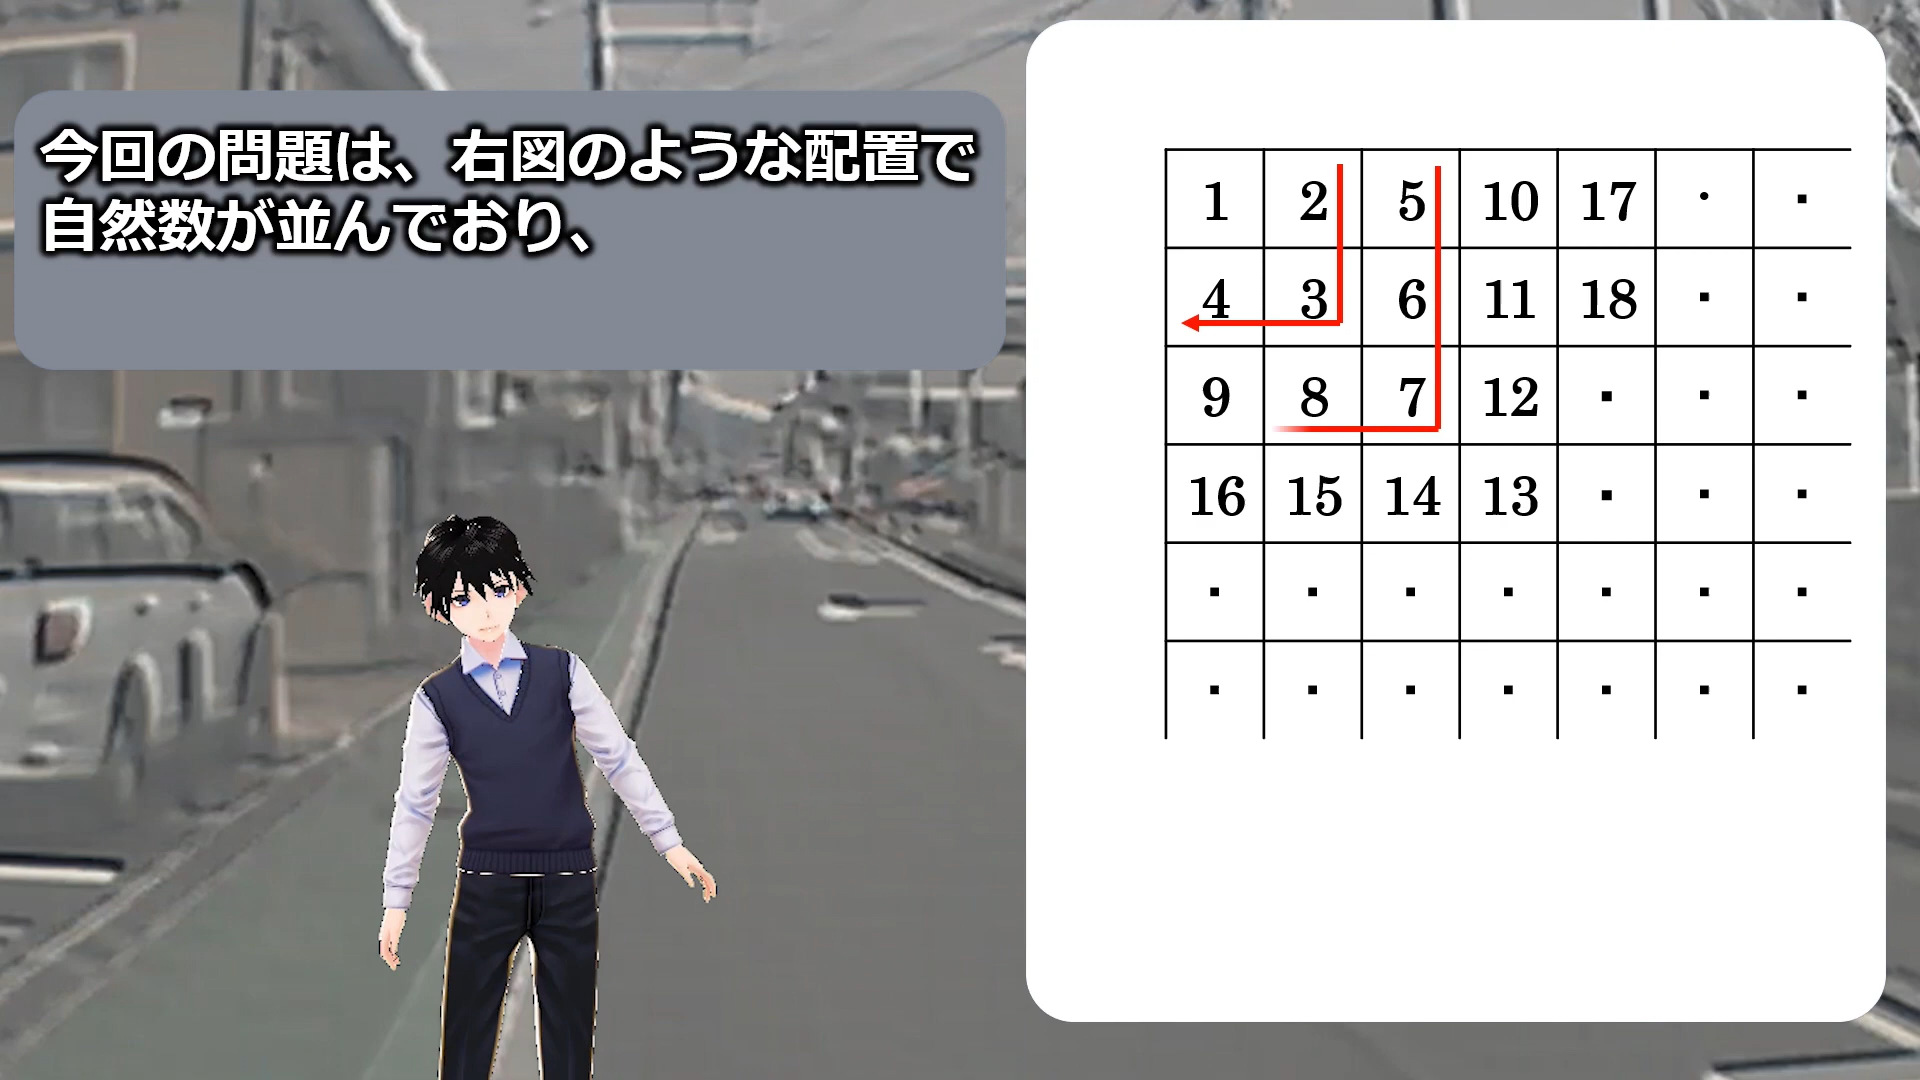 今回の問題は、右図のような配置で
自然数が並んでおり、
1 2 5 10 17 · ·
4 3 6 11 18 · ·
9 8 7 12 · · ·
16 15 14 13 · · ·
· · · · · · ·
· · · · · · ·